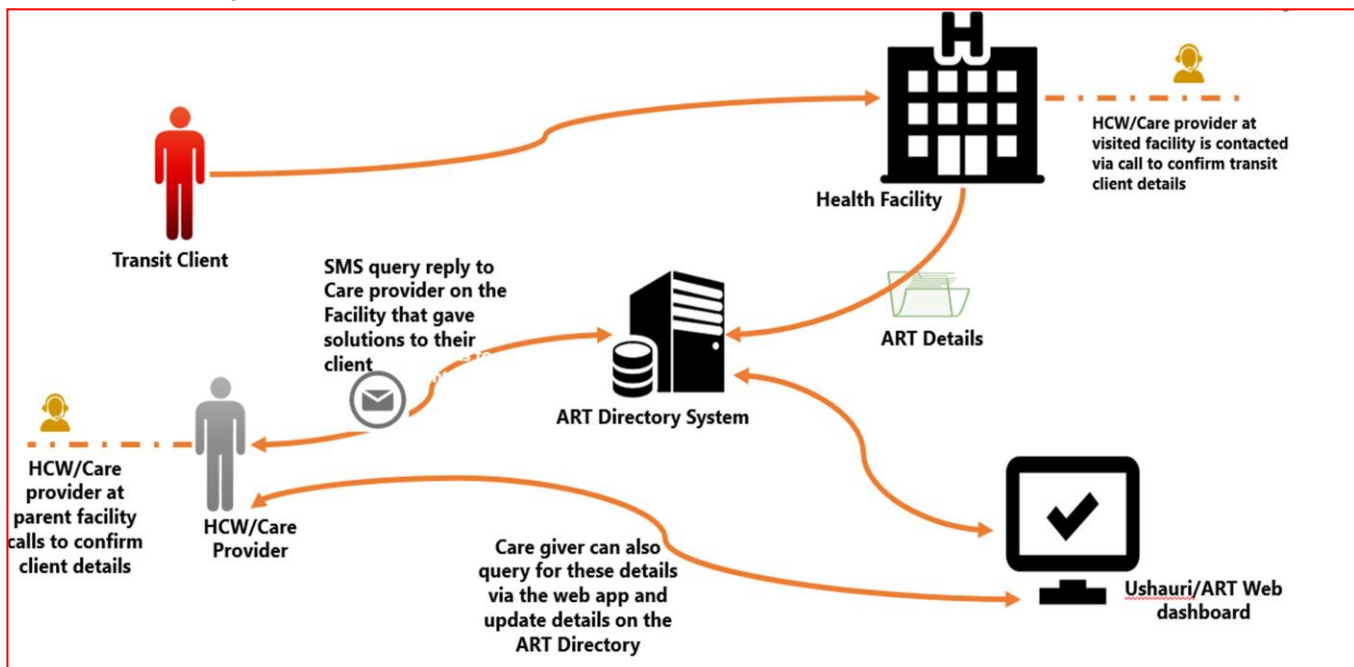 H
HCW/Care provider at
visited facility is contacted
via call to confirm transit
client details
Health Facility
Transit Client
SMS query reply to
Care provider on the
Facility that gave
solutions to their
client
ART Details
ART Directory System
HCW/Care
provider at
parent facility
calls to confirm
client details
HCW/Care
Provider
Care giver can also
query for these details
via the web app and
update details on the
ART Directory
Ushauri/ART Web
dashboard